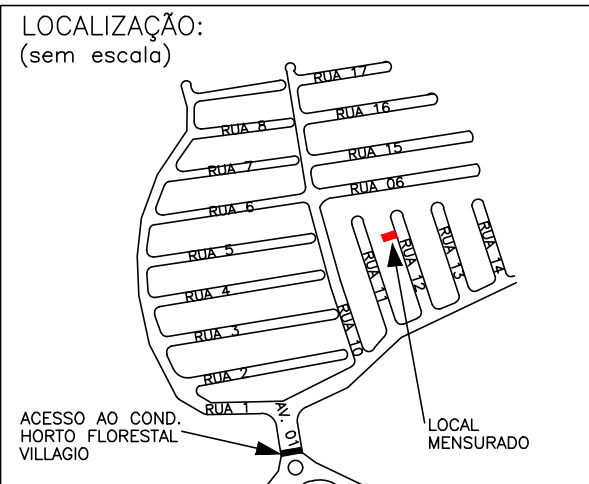 LOCALIZAÇÃO:
(sem escala)
RUA 17
RUA 16
RUA 8
RUA 15
RUA 7
RUA 06
RUA 6
RUA 5
RUA 11
RUA 12
RUA 13
RUA 14
RUA 4
RUA 3
RUA 10
RUA 2
RUA 1
AV. 01
ACESSO AO COND.
HORTO FLORESTAL
VILLAGIO
LOCAL
MENSURADO